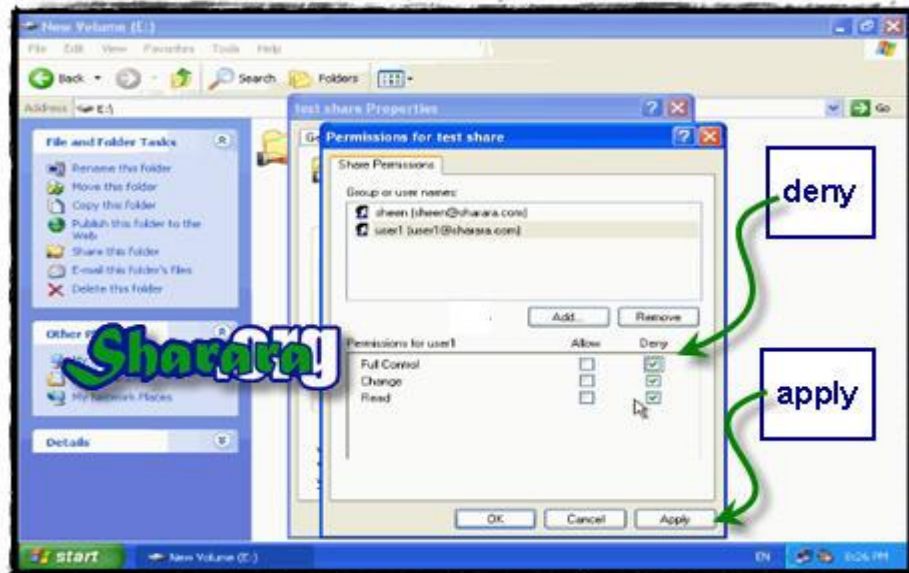 New Volume (E:)
File Edit View Favorites Tools Help
Back Search Folders
Address E:\ Go
test share Properties
Permissions for test share
File and Folder Tasks
Rename this folder
Move this folder
Copy this folder
Publish this folder to the
Web
Share this folder
E-mail this folder's files
Delete this folder
Share Permissions
Group or user names:
sheen (sheen@sharara.com)
user1 (user1@sharara.com)
Add... Remove
Permissions for user1 Allow Deny
Full Control
Change
Read
Other
Sharara.org
My Network Places
Details
OK Cancel Apply
deny
apply
start New Volume (E:) EN 8:26 PM